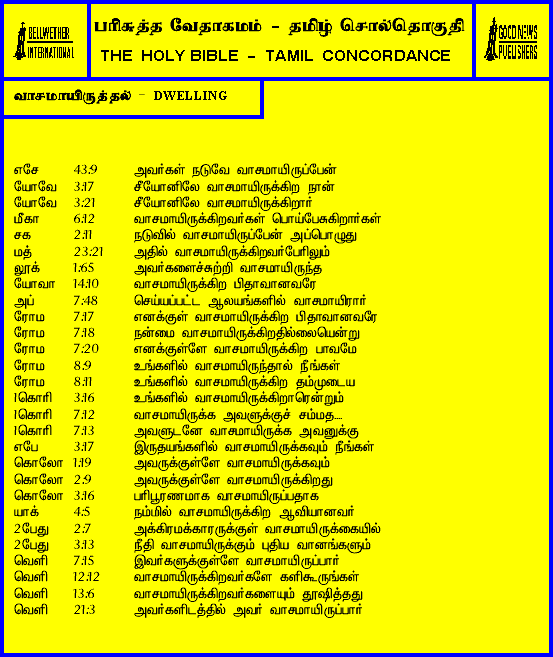 BELLWETHER INTERNATIONAL
பரிசுத்த வேதாகமம் - தமிழ் சொல்தொகுதி
THE HOLY BIBLE - TAMIL CONCORDANCE
GOOD NEWS PUBLISHERS
வாசமாயிருத்தல் - DWELLING
எசே 43:9 அவர்கள் நடுவே வாசமாயிருப்பேன்
யோவே 3:17 சீயோனிலே வாசமாயிருக்கிற நான்
யோவே 3:21 சீயோனிலே வாசமாயிருக்கிறார்
மீகா 6:12 வாசமாயிருக்கிறவர்கள் பொய்பேசுகிறார்கள்
சக 2:11 நடுவில் வாசமாயிருப்பேன் அப்பொழுது
மத் 23:21 அதில் வாசமாயிருக்கிறவர்பேரிலும்
லூக் 1:65 அவர்களைச்சுற்றி வாசமாயிருந்த
யோவா 14:10 வாசமாயிருக்கிற பிதாவானவரே
அப் 7:48 செய்யப்பட்ட ஆலயங்களில் வாசமாயிரார்
ரோம 7:17 எனக்குள் வாசமாயிருக்கிற பிதாவானவரே
ரோம 7:18 நன்மை வாசமாயிருக்கிறதில்லையென்று
ரோம 7:20 எனக்குள்ளே வாசமாயிருக்கிற பாவமே
ரோம 8:9 உங்களில் வாசமாயிருந்தால் நீங்கள்
ரோம 8:11 உங்களில் வாசமாயிருக்கிற தம்முடைய
1கொரி 3:16 உங்களில் வாசமாயிருக்கிறாரென்றும்
1கொரி 7:12 வாசமாயிருக்க அவளுக்குச் சம்மத....
1கொரி 7:13 அவளுடனே வாசமாயிருக்க அவனுக்கு
எபே 3:17 இருதயங்களில் வாசமாயிருக்கவும் நீங்கள்
கொலோ 1:19 அவருக்குள்ளே வாசமாயிருக்கவும்
கொலோ 2:9 அவருக்குள்ளே வாசமாயிருக்கிறது
கொலோ 3:16 பரிபூரணமாக வாசமாயிருப்பதாக
யாக் 4:5 நம்மில் வாசமாயிருக்கிற ஆவியானவர்
2பேது 2:7 அக்கிரமக்காரருக்குள் வாசமாயிருக்கையில்
2பேது 3:13 நீதி வாசமாயிருக்கும் புதிய வானங்களும்
வெளி 7:15 இவர்களுக்குள்ளே வாசமாயிருப்பார்
வெளி 12:12 வாசமாயிருக்கிறவர்களே களிகூருங்கள்
வெளி 13:6 வாசமாயிருக்கிறவர்களையும் தூஷித்தது
வெளி 21:3 அவர்களிடத்தில் அவர் வாசமாயிருப்பார்